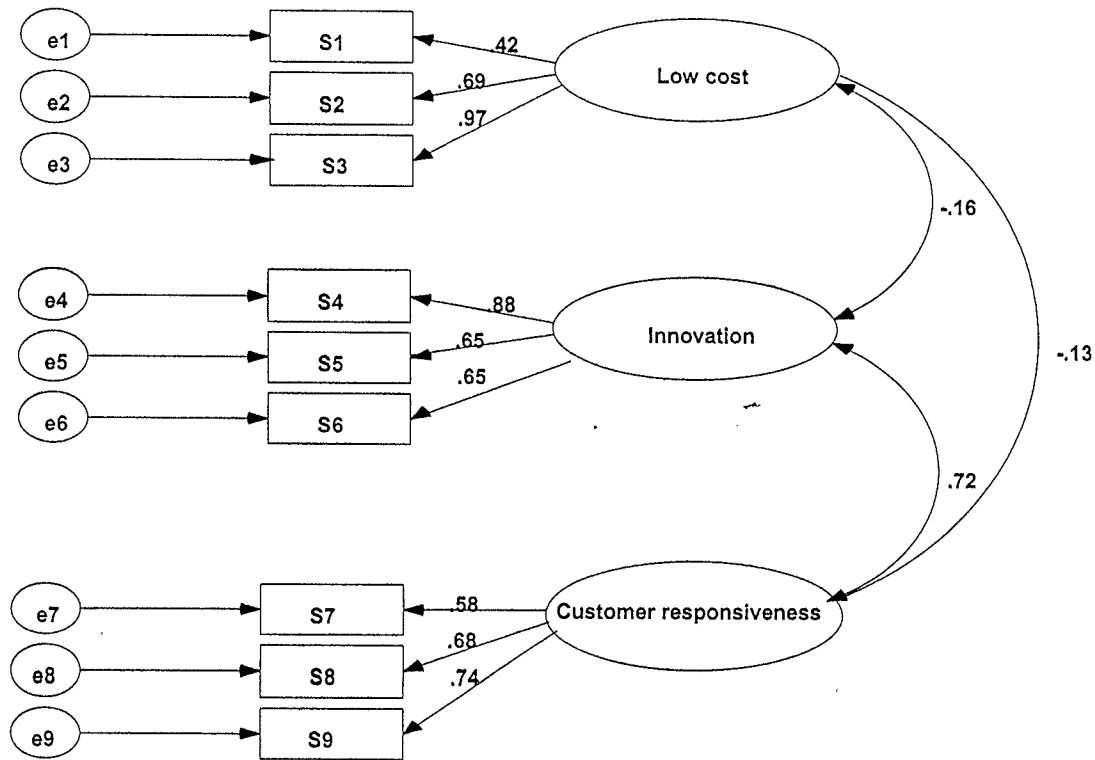 e1
S1
.42
Low cost
e2
S2
.69
e3
S3
.97
-.16
e4
S4
.88
Innovation
e5
S5
.65
-.13
e6
S6
.65
.72
e7
S7
.58
Customer responsiveness
e8
S8
.68
e9
S9
.74